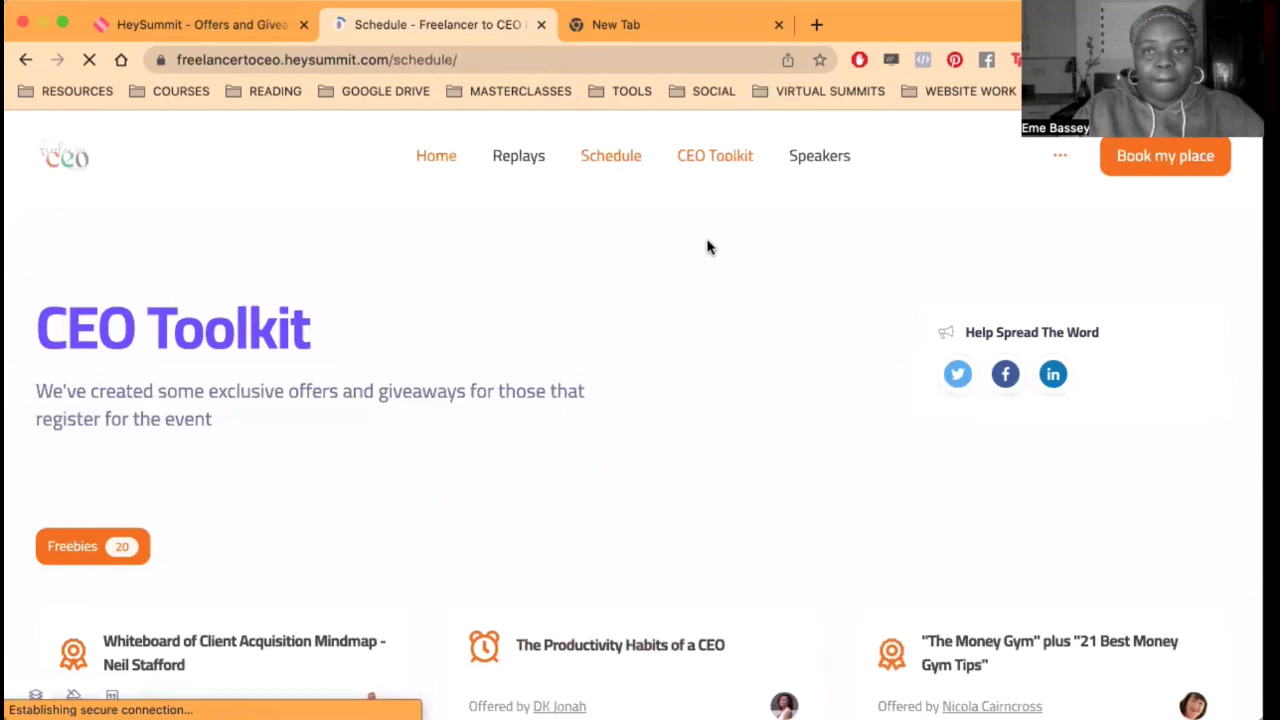 HeySummit - Offers and Givea
Schedule - Freelancer to CEO
New Tab
freelancertoceo.heysummit.com/schedule/
RESOURCES
COURSES
READING
GOOGLE DRIVE
MASTERCLASSES
TOOLS
SOCIAL
VIRTUAL SUMMITS
WEBSITE WORK
Eme Bassey
ceo
Home
Replays
Schedule
CEO Toolkit
Speakers
Book my place
CEO Toolkit
We've created some exclusive offers and giveaways for those that
register for the event
Help Spread The Word
Freebies 20
Whiteboard of Client Acquisition Mindmap -
Neil Stafford
The Productivity Habits of a CEO
Offered by DK Jonah
"The Money Gym" plus "21 Best Money
Gym Tips"
Offered by Nicola Cairncross
Establishing secure connection...